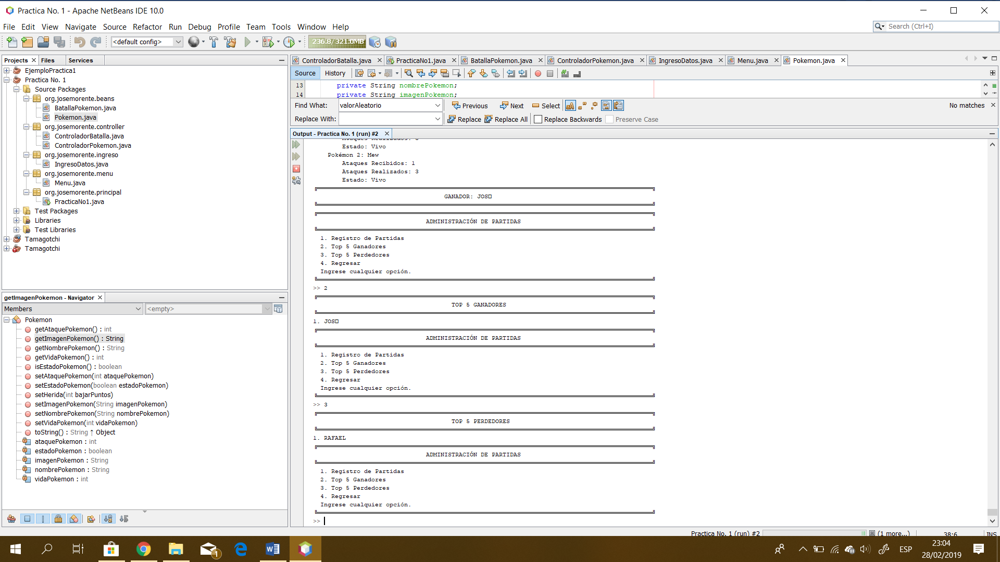 Practica No. 1 - Apache NetBeans IDE 10.0
File Edit View Navigate Source Refactor Run Debug Profile Team Tools Window Help
Search (Ctrl+I)
<default config>
236.8/321.0MB
Projects Files Services
EjemploPractica1
Practica No. 1
Source Packages
org.josemorente.beans
BatallaPokemon.java
Pokemon.java
org.josemorente.controller
ControladorBatalla.java
ControladorPokemon.java
org.josemorente.ingreso
IngresoDatos.java
org.josemorente.menu
Menu.java
org.josemorente.principal
PracticaNo1.java
Test Packages
Libraries
Test Libraries
Tamagotchi
Tamagotchi
getImagenPokemon - Navigator
Members <empty>
Pokemon
getAtaquePokemon() : int
getImagenPokemon() : String
getNombrePokemon() : String
getVidaPokemon() : int
isEstadoPokemon() : boolean
setAtaquePokemon(int ataquePokemon)
setEstadoPokemon(boolean estadoPokemon)
setHerida(int bajarPuntos)
setImagenPokemon(String imagenPokemon)
setNombrePokemon(String nombrePokemon)
setVidaPokemon(int vidaPokemon)
toString() : String ↑ Object
ataquePokemon : int
estadoPokemon : boolean
imagenPokemon : String
nombrePokemon : String
vidaPokemon : int
ControladorBatalla.java PracticaNo1.java BatallaPokemon.java ControladorPokemon.java IngresoDatos.java Menu.java Pokemon.java
Source History
13 private String nombrePokemon;
14 private String imagenPokemon;
Find What: valorAleatorio Previous Next Select No matches
Replace With: Replace Replace All Replace Backwards Preserve Case
Output - Practica No. 1 (run) #2
Estado: Vivo
Pokémon 2: Mew
Ataques Recibidos: 1
Ataques Realizados: 3
Estado: Vivo
GANADOR: JOS□
ADMINISTRACIÓN DE PARTIDAS
1. Registro de Partidas
2. Top 5 Ganadores
3. Top 5 Perdedores
4. Regresar
Ingrese cualquier opción.
>> 2
TOP 5 GANADORES
1. JOS□
ADMINISTRACIÓN DE PARTIDAS
1. Registro de Partidas
2. Top 5 Ganadores
3. Top 5 Perdedores
4. Regresar
Ingrese cualquier opción.
>> 3
TOP 5 PERDEDORES
1. RAFAEL
ADMINISTRACIÓN DE PARTIDAS
1. Registro de Partidas
2. Top 5 Ganadores
3. Top 5 Perdedores
4. Regresar
Ingrese cualquier opción.
>>
Practica No. 1 (run) #2 (1 more...) 38:6 INS
1
ESP
23:04
28/02/2019